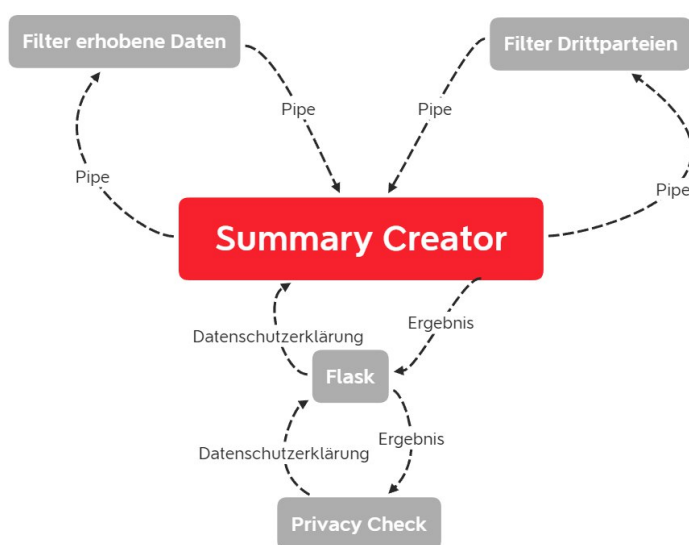 Filter erhobene Daten
Filter Drittparteien
Pipe
Pipe
Pipe
Pipe
Summary Creator
Datenschutzerklärung
Ergebnis
Flask
Datenschutzerklärung
Ergebnis
Privacy Check